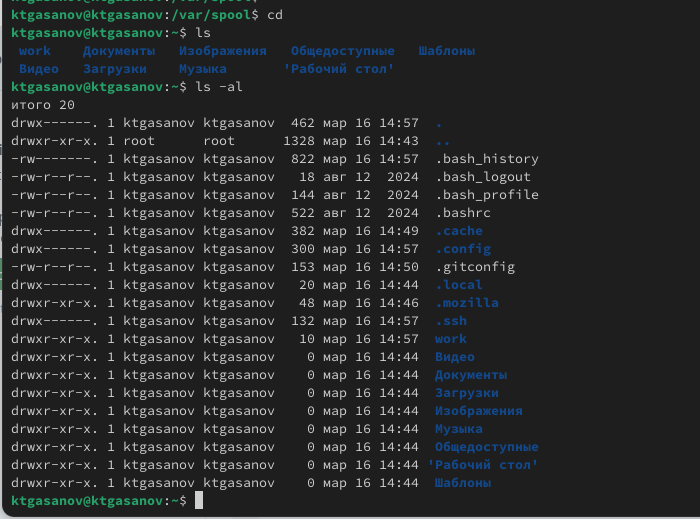 ktgasanov@ktgasanov:/var/spool$
ktgasanov@ktgasanov:/var/spool$ cd
ktgasanov@ktgasanov:~$ ls
work Документы Изображения Общедоступные Шаблоны
Видео Загрузки Музыка 'Рабочий стол'
ktgasanov@ktgasanov:~$ ls -al
итого 20
drwx------. 1 ktgasanov ktgasanov 462 мар 16 14:57 .
drwxr-xr-x. 1 root root 1328 мар 16 14:43 ..
-rw-------. 1 ktgasanov ktgasanov 822 мар 16 14:57 .bash_history
-rw-r--r--. 1 ktgasanov ktgasanov 18 авг 12 2024 .bash_logout
-rw-r--r--. 1 ktgasanov ktgasanov 144 авг 12 2024 .bash_profile
-rw-r--r--. 1 ktgasanov ktgasanov 522 авг 12 2024 .bashrc
drwx------. 1 ktgasanov ktgasanov 382 мар 16 14:49 .cache
drwx------. 1 ktgasanov ktgasanov 300 мар 16 14:57 .config
-rw-r--r--. 1 ktgasanov ktgasanov 153 мар 16 14:50 .gitconfig
drwx------. 1 ktgasanov ktgasanov 20 мар 16 14:44 .local
drwxr-xr-x. 1 ktgasanov ktgasanov 48 мар 16 14:46 .mozilla
drwx------. 1 ktgasanov ktgasanov 132 мар 16 14:57 .ssh
drwxr-xr-x. 1 ktgasanov ktgasanov 10 мар 16 14:57 work
drwxr-xr-x. 1 ktgasanov ktgasanov 0 мар 16 14:44 Видео
drwxr-xr-x. 1 ktgasanov ktgasanov 0 мар 16 14:44 Документы
drwxr-xr-x. 1 ktgasanov ktgasanov 0 мар 16 14:44 Загрузки
drwxr-xr-x. 1 ktgasanov ktgasanov 0 мар 16 14:44 Изображения
drwxr-xr-x. 1 ktgasanov ktgasanov 0 мар 16 14:44 Музыка
drwxr-xr-x. 1 ktgasanov ktgasanov 0 мар 16 14:44 Общедоступные
drwxr-xr-x. 1 ktgasanov ktgasanov 0 мар 16 14:44 'Рабочий стол'
drwxr-xr-x. 1 ktgasanov ktgasanov 0 мар 16 14:44 Шаблоны
ktgasanov@ktgasanov:~$